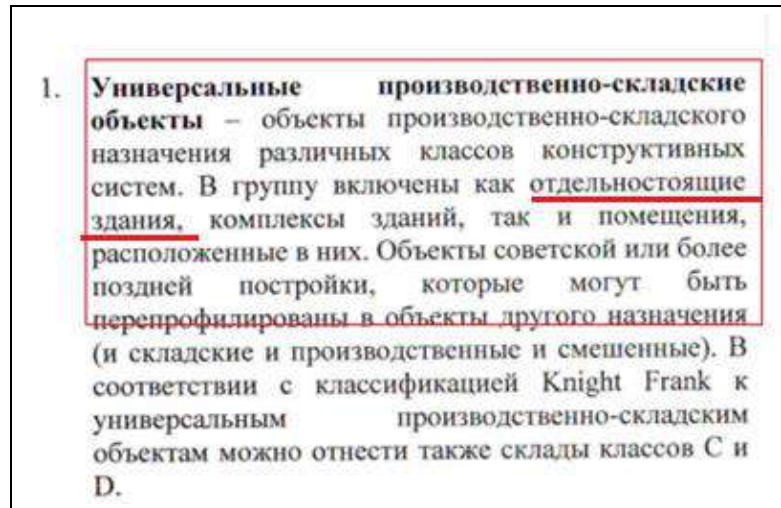 1. Универсальные производственно-складские
объекты – объекты производственно-складского
назначения различных классов конструктивных
систем. В группу включены как отдельностоящие
здания, комплексы зданий, так и помещения,
расположенные в них. Объекты советской или более
поздней постройки, которые могут быть
перепрофилированы в объекты другого назначения
(и складские и производственные и смешенные). В
соответствии с классификацией Knight Frank к
универсальным производственно-складским
объектам можно отнести также склады классов С и
D.